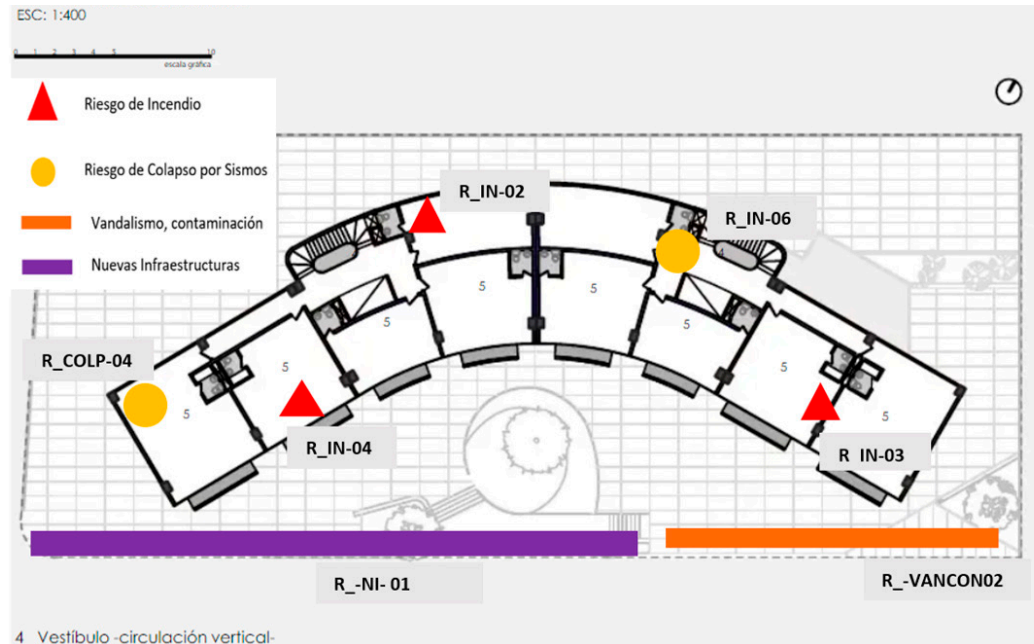 ESC: 1:400
0 1 2 3 4 5 10
escala gráfica
Riesgo de Incendio
Riesgo de Colapso por Sismos
Vandalismo, contaminación
Nuevas Infraestructuras
R_IN-02
R_IN-06
4
5
5
5
5
R_COLP-04
5
5
5
5
R_IN-04
R IN-03
R_-NI- 01
R_-VANCON02
4 Vestíbulo -circulación vertical-